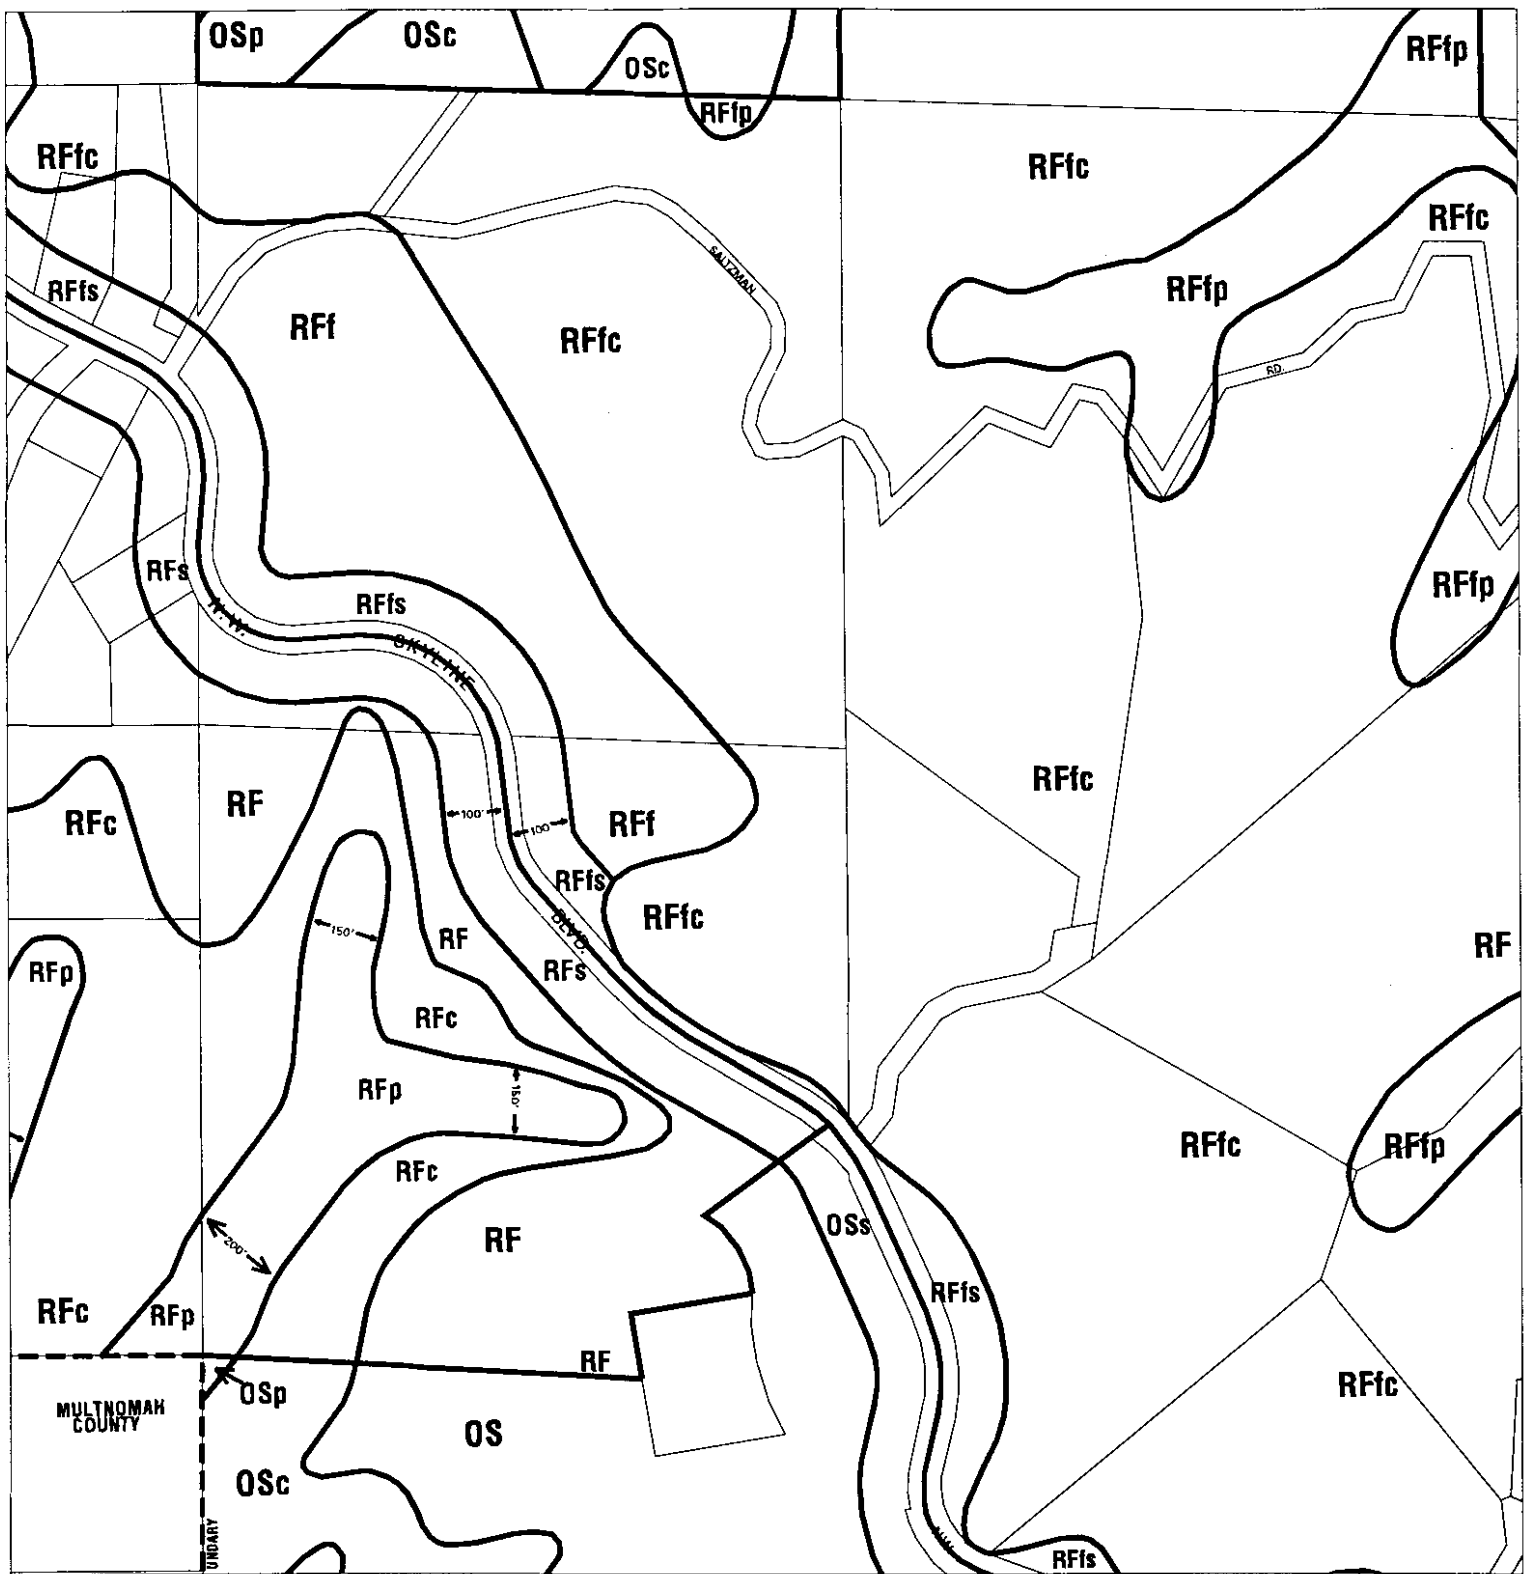 OSp
OSc
OSc
RFfp
RFfp
RFfc
RFfc
RFfc
SALTZMAN
RFfs
RFfp
RFf
RFfc
RD.
RFs
RFfp
RFfs
N.W.
SKYLINE
RFfc
RF
RFc
100'
100'
RFf
RFfs
RFfc
BLVD.
150'
RF
RF
RFs
RFp
RFc
RFp
150'
RFfc
RFfp
RFc
OSs
RF
200'
RFfs
RFc
RFp
RF
OSp
RFfc
MULTNOMAH
COUNTY
OS
OSc
UNDARY
N.W.
RFfs